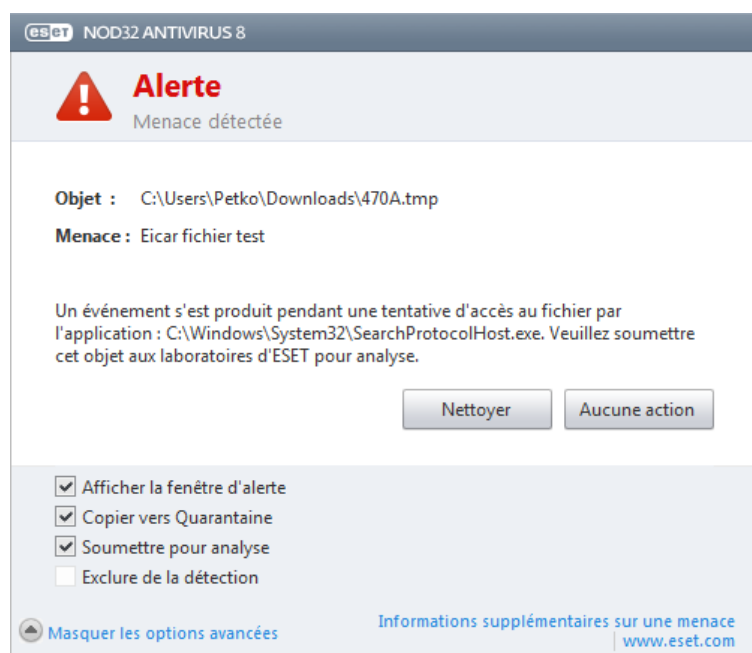 eset NOD32 ANTIVIRUS 8
Alerte
Menace détectée
Objet : C:\Users\Petko\Downloads\470A.tmp
Menace : Eicar fichier test
Un événement s'est produit pendant une tentative d'accès au fichier par
l'application : C:\Windows\System32\SearchProtocolHost.exe. Veuillez soumettre
cet objet aux laboratoires d'ESET pour analyse.
Nettoyer Aucune action
Afficher la fenêtre d'alerte
Copier vers Quarantaine
Soumettre pour analyse
Exclure de la détection
Masquer les options avancées
Informations supplémentaires sur une menace
www.eset.com